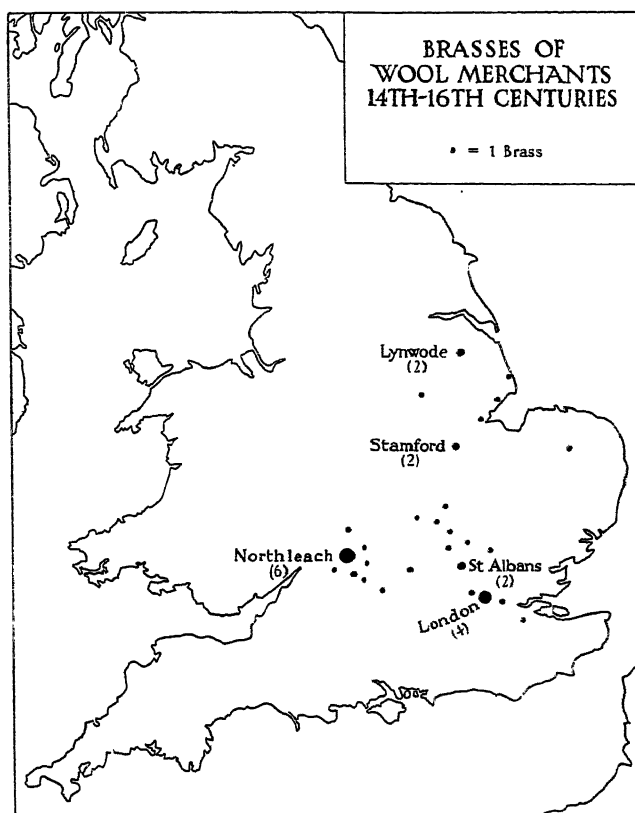 BRASSES OF
WOOL MERCHANTS
14TH-16TH CENTURIES
• = 1 Brass
Lynwode
(2)
Stamford
(2)
Northleach
(6)
St Albans
(2)
London
(4)